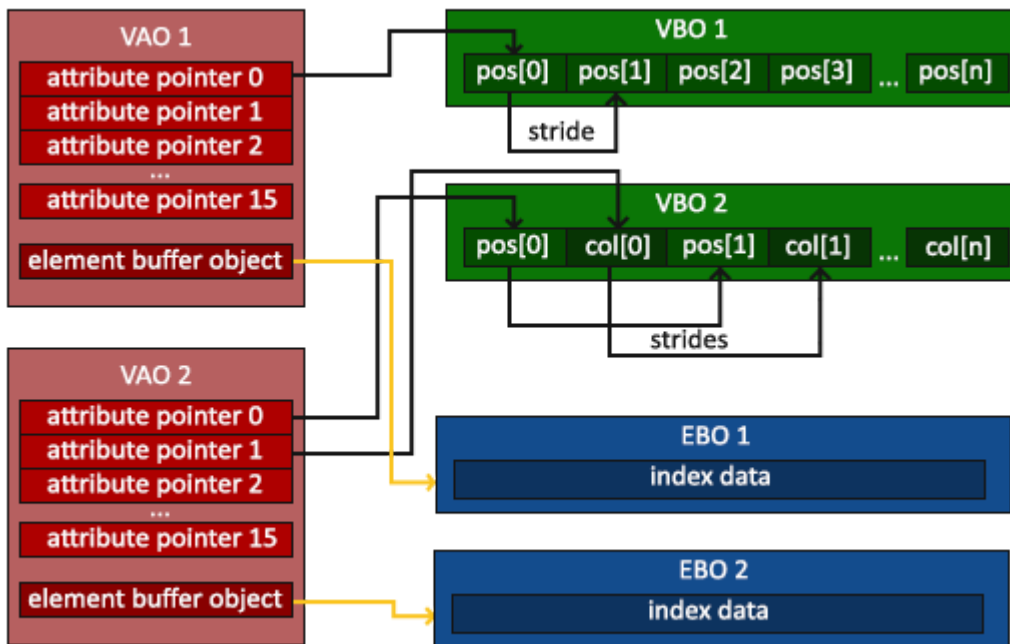 VAO 1
attribute pointer 0
attribute pointer 1
attribute pointer 2
...
attribute pointer 15
element buffer object
VBO 1
pos[0] pos[1] pos[2] pos[3] ... pos[n]
stride
VBO 2
pos[0] col[0] pos[1] col[1] ... col[n]
strides
VAO 2
attribute pointer 0
attribute pointer 1
attribute pointer 2
...
attribute pointer 15
element buffer object
EBO 1
index data
EBO 2
index data